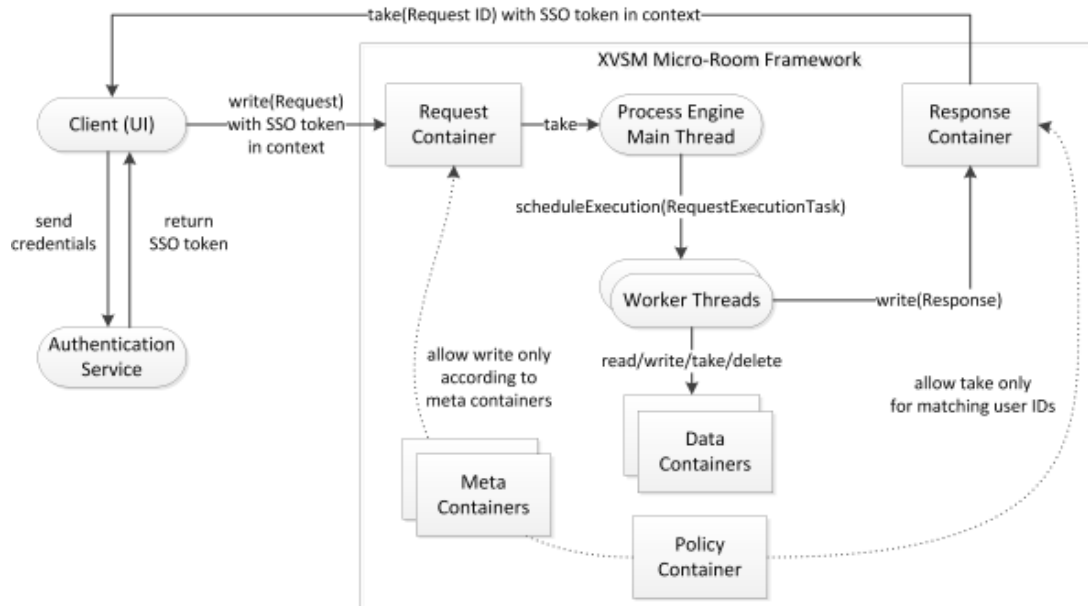 take(Request ID) with SSO token in context
XVSM Micro-Room Framework
Client (UI)
write(Request)
with SSO token
in context
Request
Container
take
Process Engine
Main Thread
Response
Container
send
credentials
return
SSO token
scheduleExecution(RequestExecutionTask)
Worker Threads
write(Response)
Authentication
Service
allow write only
according to
meta containers
read/write/take/delete
allow take only
for matching user IDs
Data
Containers
Meta
Containers
Policy
Container